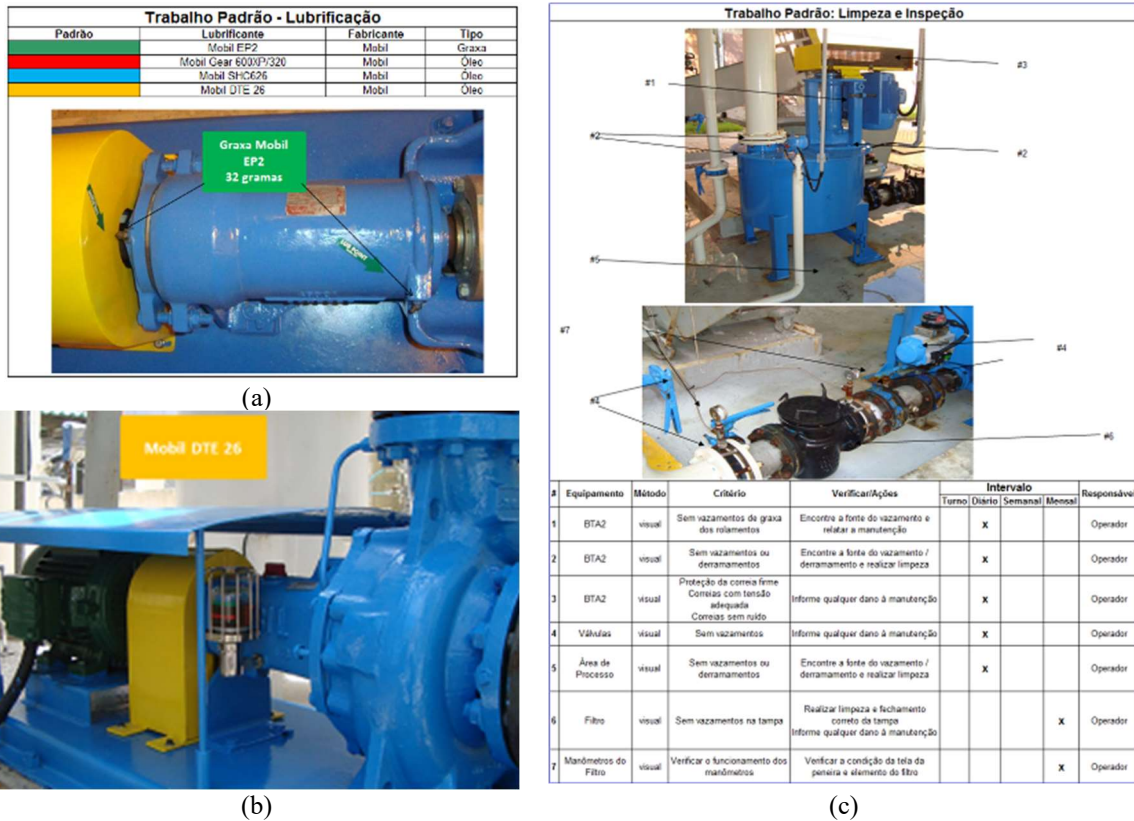 Trabalho Padrão - Lubrificação
Padrão Lubrificante Fabricante Tipo
Mobil EP2 Mobil Graxa
Mobil Gear 600XP/320 Mobil Óleo
Mobil SHC626 Mobil Óleo
Mobil DTE 26 Mobil Óleo
Graxa Mobil
EP2
32 gramas
(a)
Mobil DTE 26
(b)
Trabalho Padrão: Limpeza e Inspeção
#1
#3
#2
#2
#5
#7
#4
#4
#6
# Equipamento Método Critério Verificar/Ações Intervalo Responsável
Turno Diário Semanal Mensal
1 BTA2 visual Sem vazamentos de graxa dos rolamentos Encontre a fonte do vazamento e relatar a manutenção X Operador
2 BTA2 visual Sem vazamentos ou derramamentos Encontre a fonte do vazamento / derramamento e realizar limpeza X Operador
3 BTA2 visual Proteção da correia firme Correias com tensão adequada Correias sem ruído Informe qualquer dano à manutenção X Operador
4 Válvulas visual Sem vazamentos Informe qualquer dano à manutenção X Operador
5 Área de Processo visual Sem vazamentos ou derramamentos Encontre a fonte do vazamento / derramamento e realizar limpeza X Operador
6 Filtro visual Sem vazamentos na tampa Realizar limpeza e fechamento correto da tampa Informe qualquer dano à manutenção X Operador
7 Manômetros do Filtro visual Verificar o funcionamento dos manômetros Verificar a condição da tela da peneira e elemento do filtro X Operador
(c)